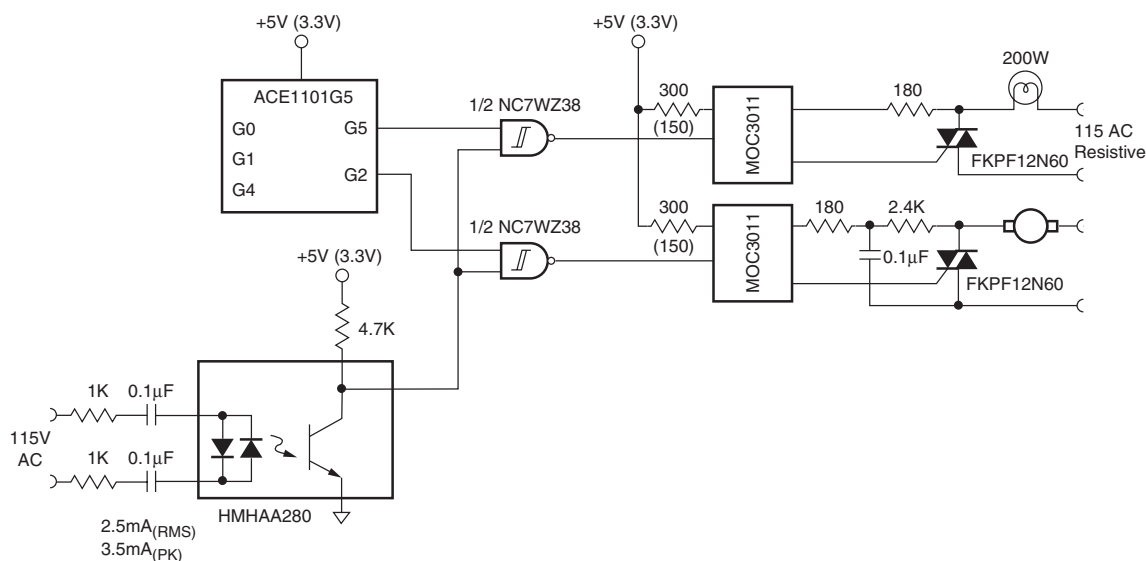 +5V (3.3V)
ACE1101G5
G0
G1
G4
G5
G2
1/2 NC7WZ38
1/2 NC7WZ38
+5V (3.3V)
300
(150)
MOC3011
180
200W
FKPF12N60
115 AC
Resistive
300
(150)
MOC3011
180
2.4K
0.1μF
FKPF12N60
+5V (3.3V)
4.7K
1K
0.1μF
115V
AC
1K
0.1μF
HMHAA280
2.5mA(RMS)
3.5mA(PK)